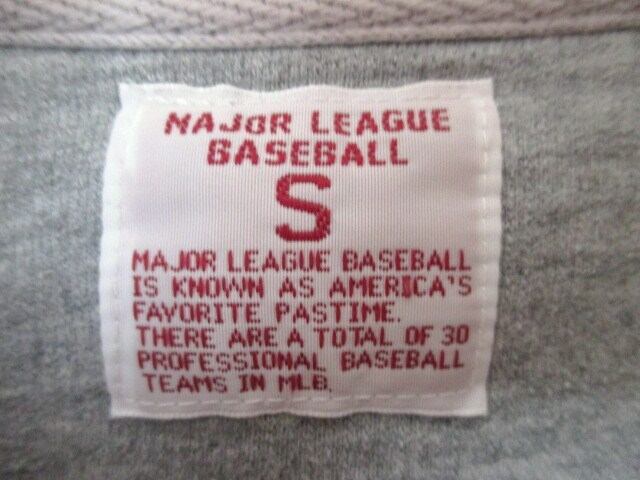 MAJOR LEAGUE
BASEBALL
S
MAJOR LEAGUE BASEBALL
IS KNOWN AS AMERICA'S
FAVORITE PASTIME.
THERE ARE A TOTAL OF 30
PROFESSIONAL BASEBALL
TEAMS IN MLB.